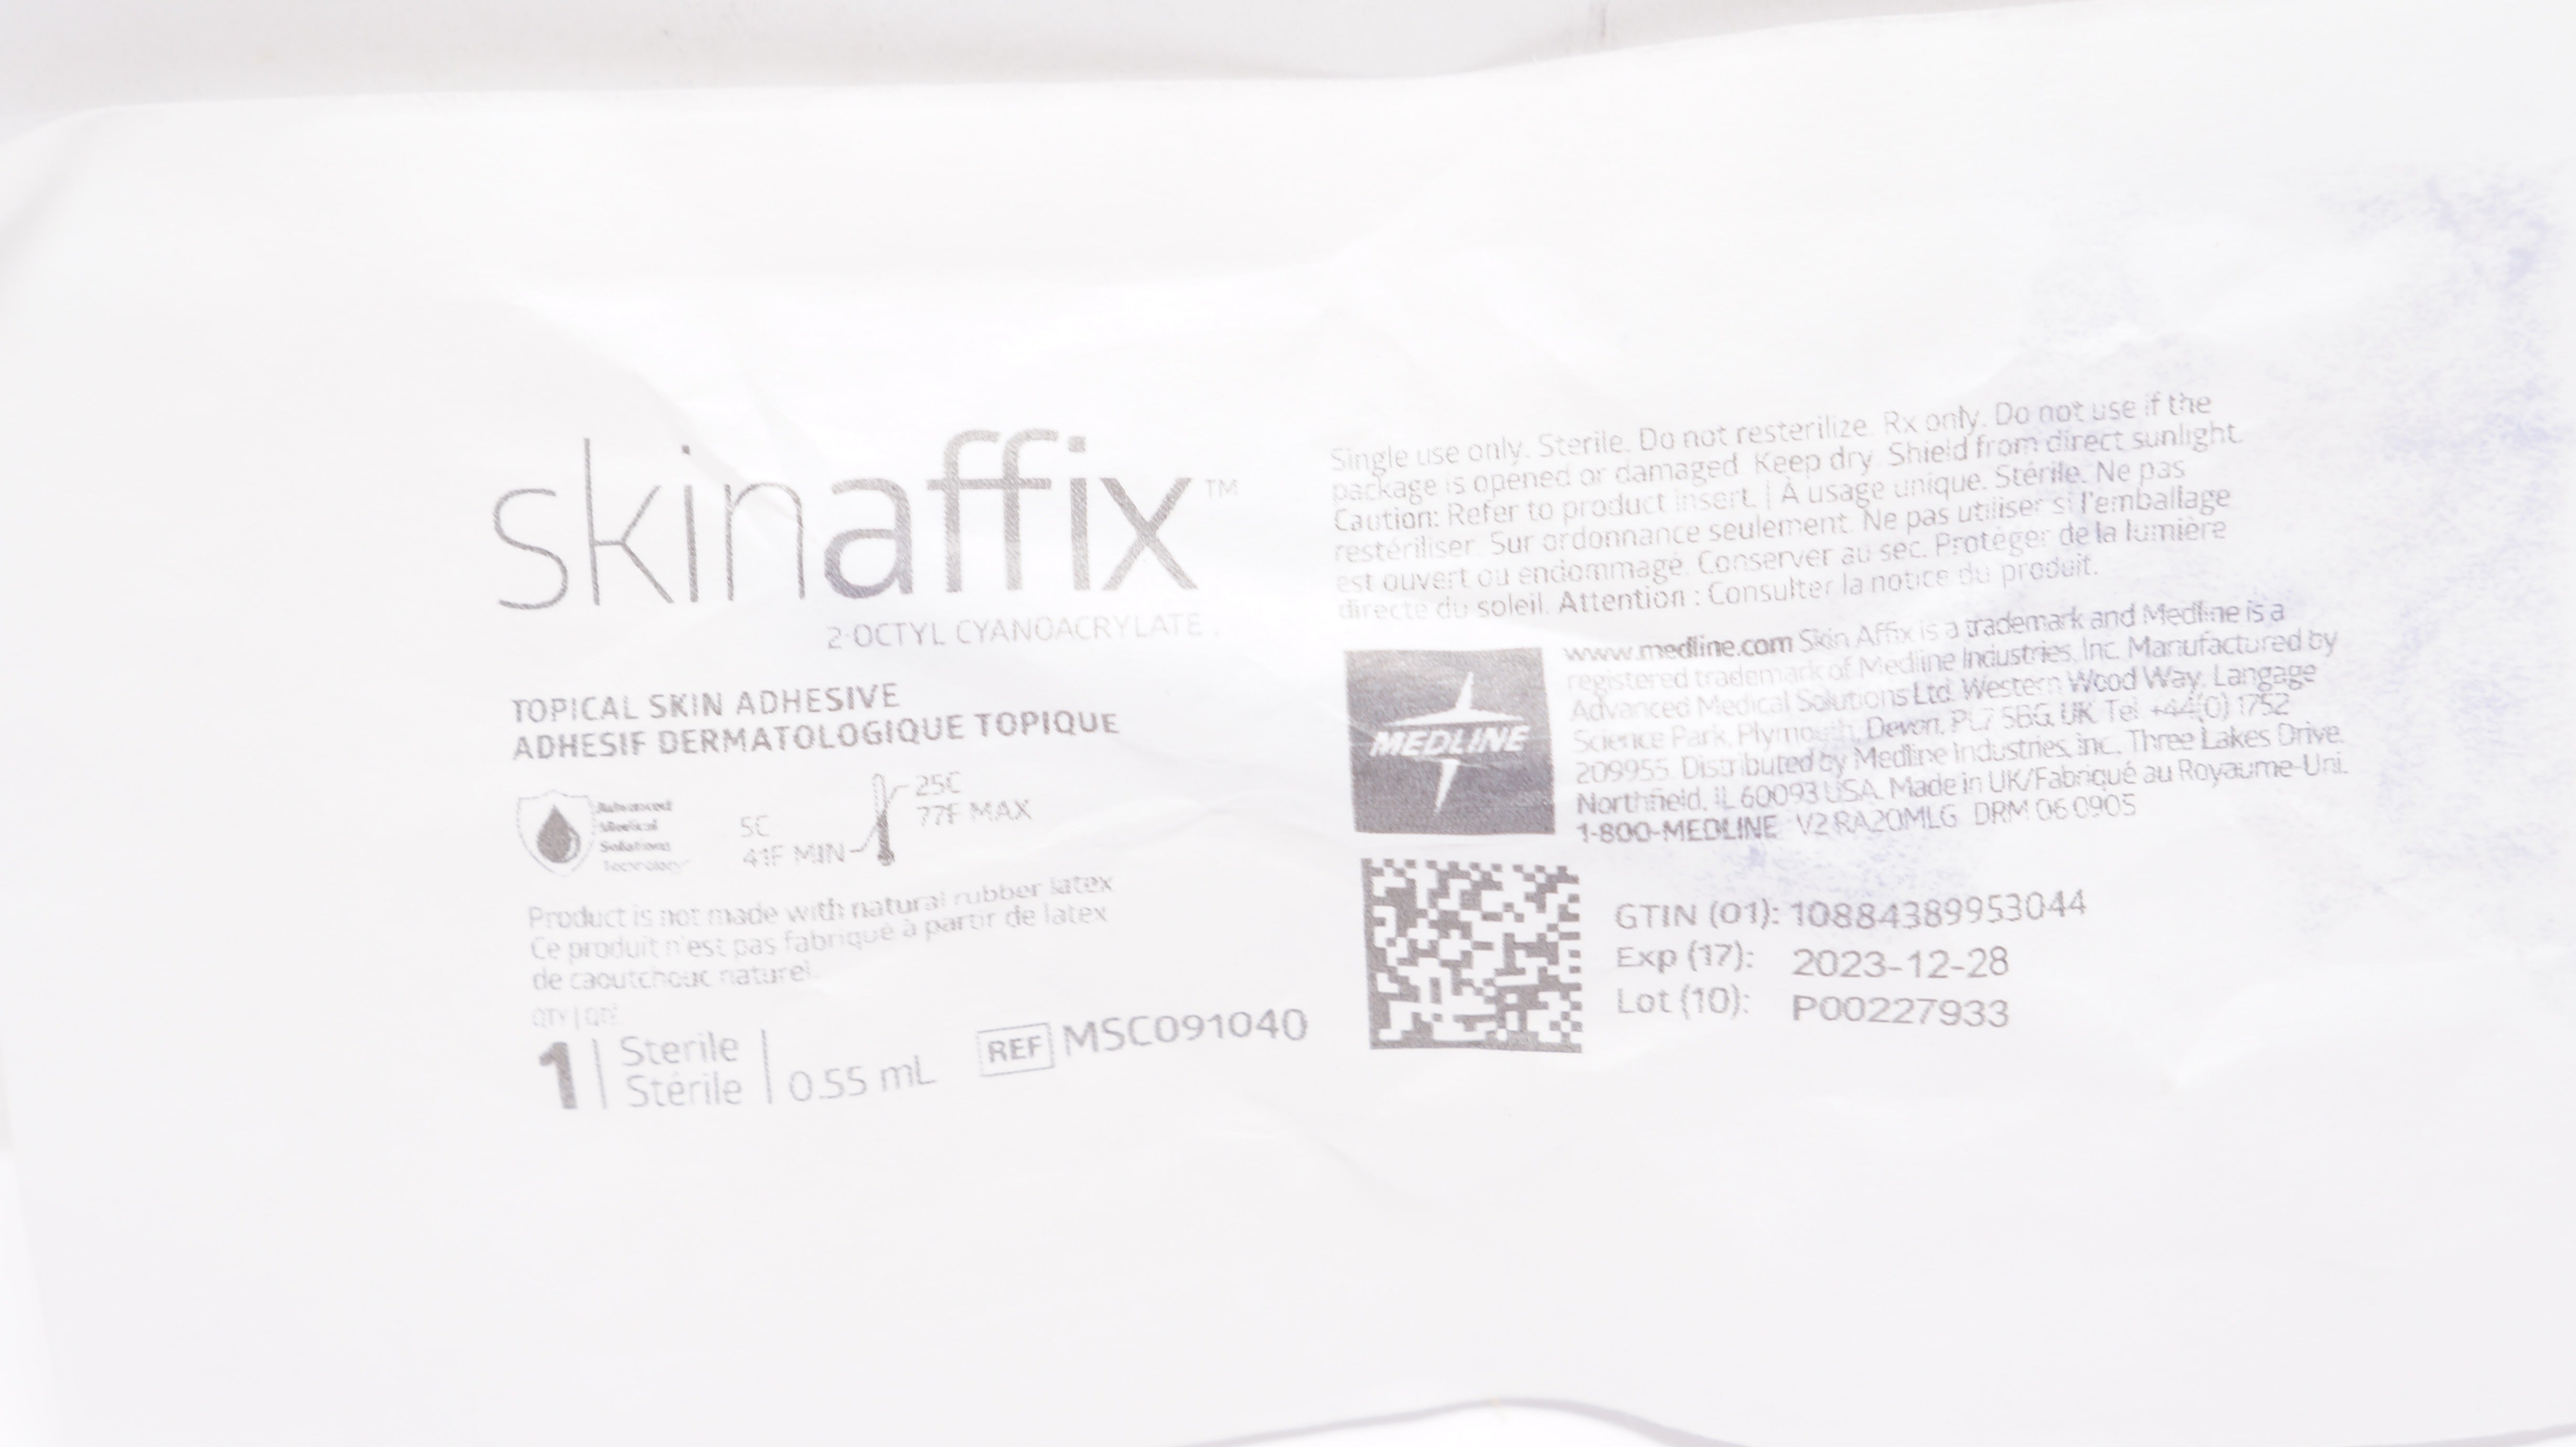 skinaffix™
2-OCTYL CYANOACRYLATE
TOPICAL SKIN ADHESIVE
ADHESIF DERMATOLOGIQUE TOPIQUE
Advanced
Medical
Solutions
Technology
5C
41F MIN
25C
77F MAX
Product is not made with natural rubber latex
Ce produit n'est pas fabriqué à partir de latex
de caoutchouc naturel.
QTY | QTÉ
1 | Sterile
Stérile | 0.55 mL
REF MSC091040
Single use only. Sterile. Do not resterilize. Rx only. Do not use if the
package is opened or damaged. Keep dry. Shield from direct sunlight.
Caution: Refer to product insert. | À usage unique. Stérile. Ne pas
restériliser. Sur ordonnance seulement. Ne pas utiliser si l'emballage
est ouvert ou endommagé. Conserver au sec. Protéger de la lumière
directe du soleil. Attention : Consulter la notice du produit.
MEDLINE
www.medline.com Skin Affix is a trademark and Medline is a
registered trademark of Medline Industries, Inc. Manufactured by
Advanced Medical Solutions Ltd. Western Wood Way, Langage
Science Park, Plymouth, Devon, PL7 5BG, UK Tel +44(0) 1752
209955. Distributed by Medline Industries, Inc., Three Lakes Drive,
Northfield, IL 60093 USA. Made in UK/Fabriqué au Royaume-Uni.
1-800-MEDLINE V2 RA20MLG DRM 06 0905
GTIN (01): 10884389953044
Exp (17): 2023-12-28
Lot (10): P00227933